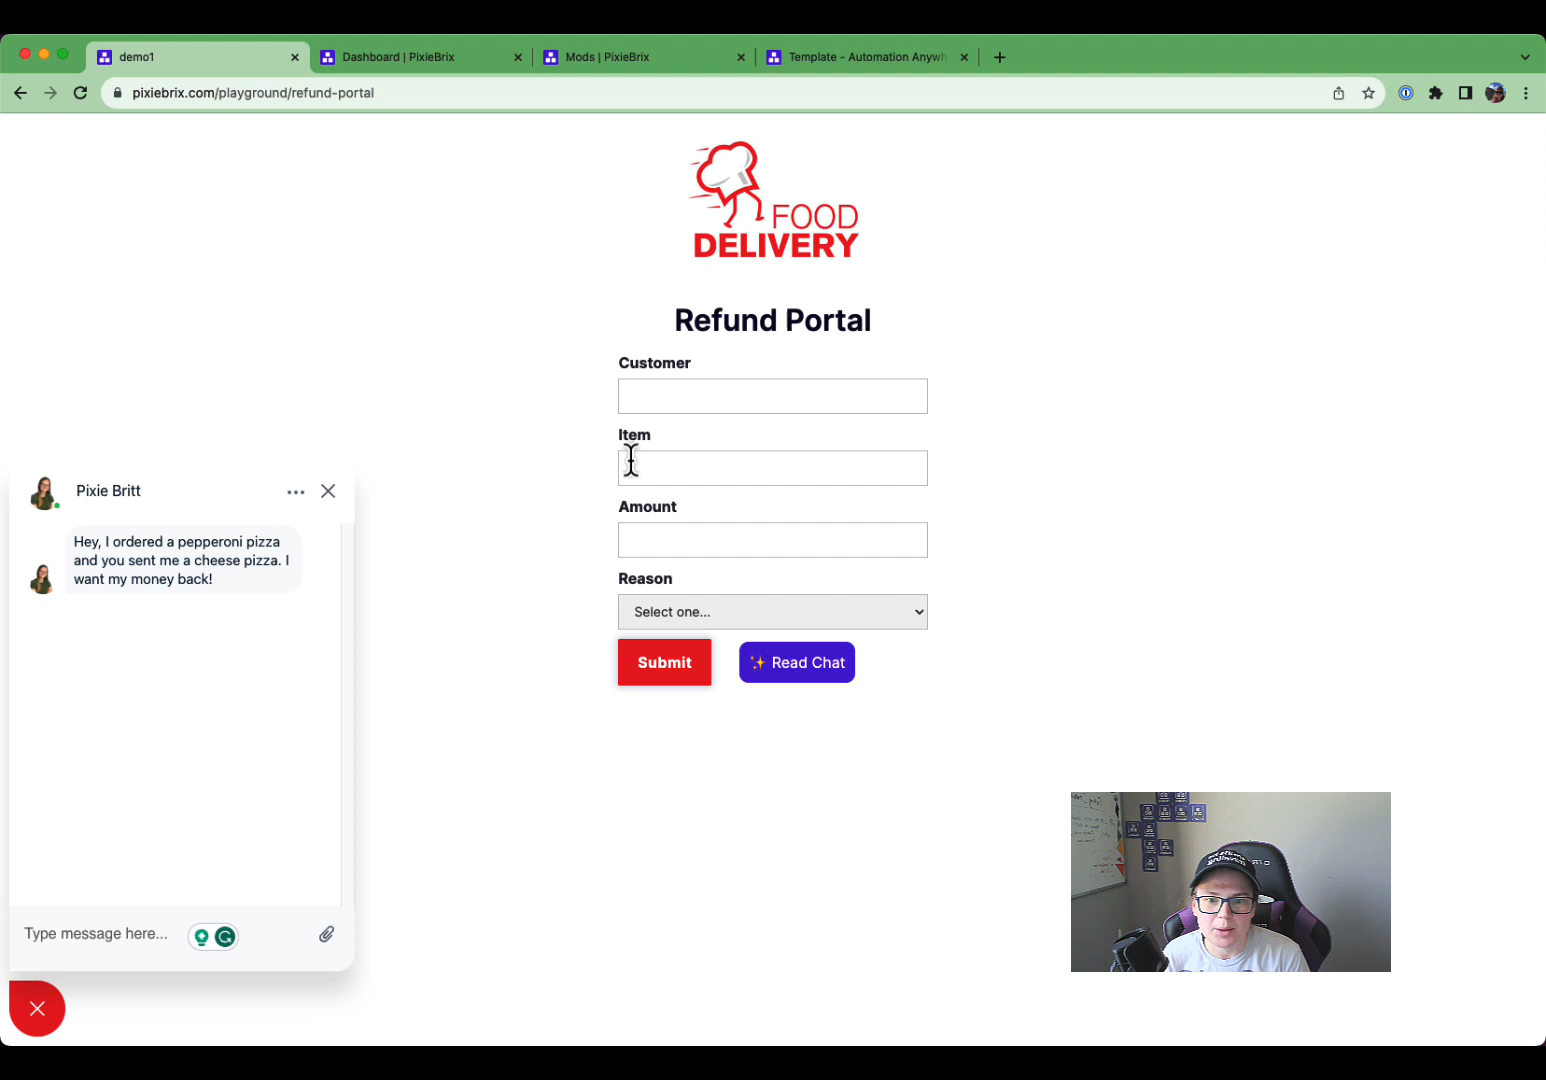 demo1
Dashboard | PixieBrix
Mods | PixieBrix
Template - Automation Anywh
pixiebrix.com/playground/refund-portal
FOOD
DELIVERY
Refund Portal
Customer
Item
Amount
Reason
Select one...
Submit
✨ Read Chat
Pixie Britt
Hey, I ordered a pepperoni pizza
and you sent me a cheese pizza. I
want my money back!
Type message here...